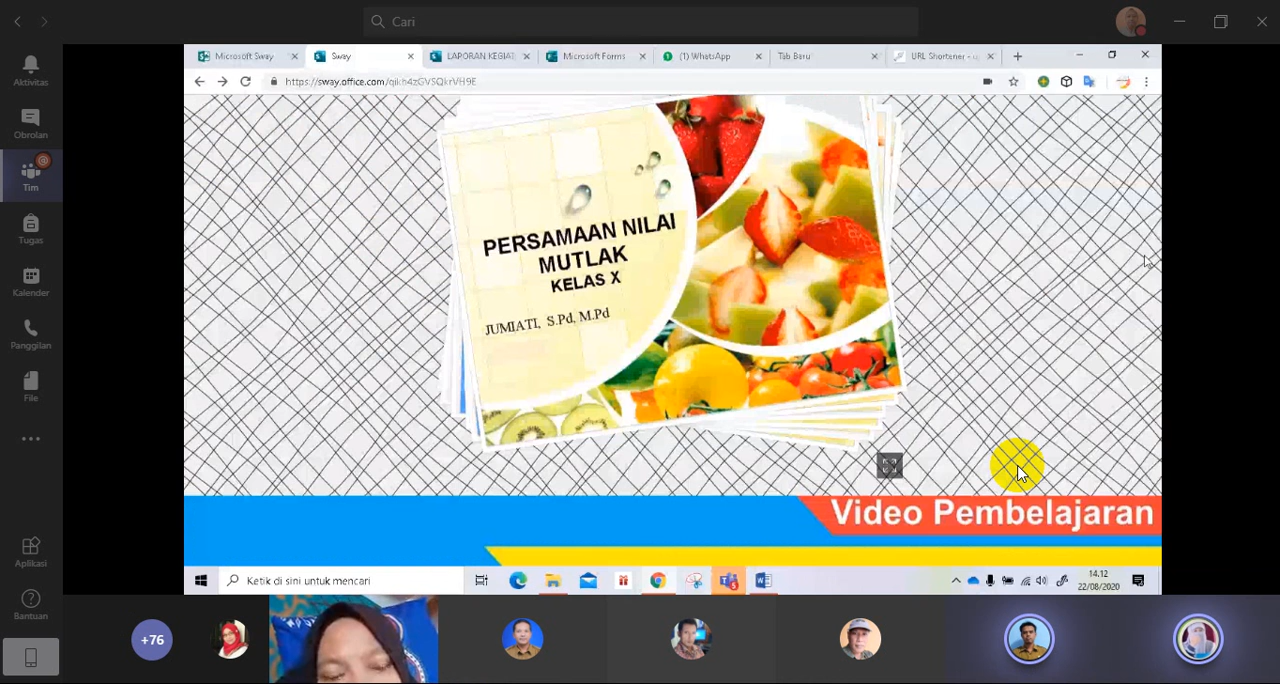 Cari
Aktivitas
Obrolan
Tim
Tugas
Kalender
Panggilan
File
Aplikasi
Bantuan
Microsoft Sway
Sway
LAPORAN KEGIAT
Microsoft Forms
(1) WhatsApp
Tab Baru
URL Shortener -
https://sway.office.com/qikh4zGVSQkrVH9E
PERSAMAAN NILAI
MUTLAK
KELAS X
JUMIATI, S.Pd, M.Pd
Video Pembelajaran
Ketik di sini untuk mencari
14.12
22/08/2020
+76